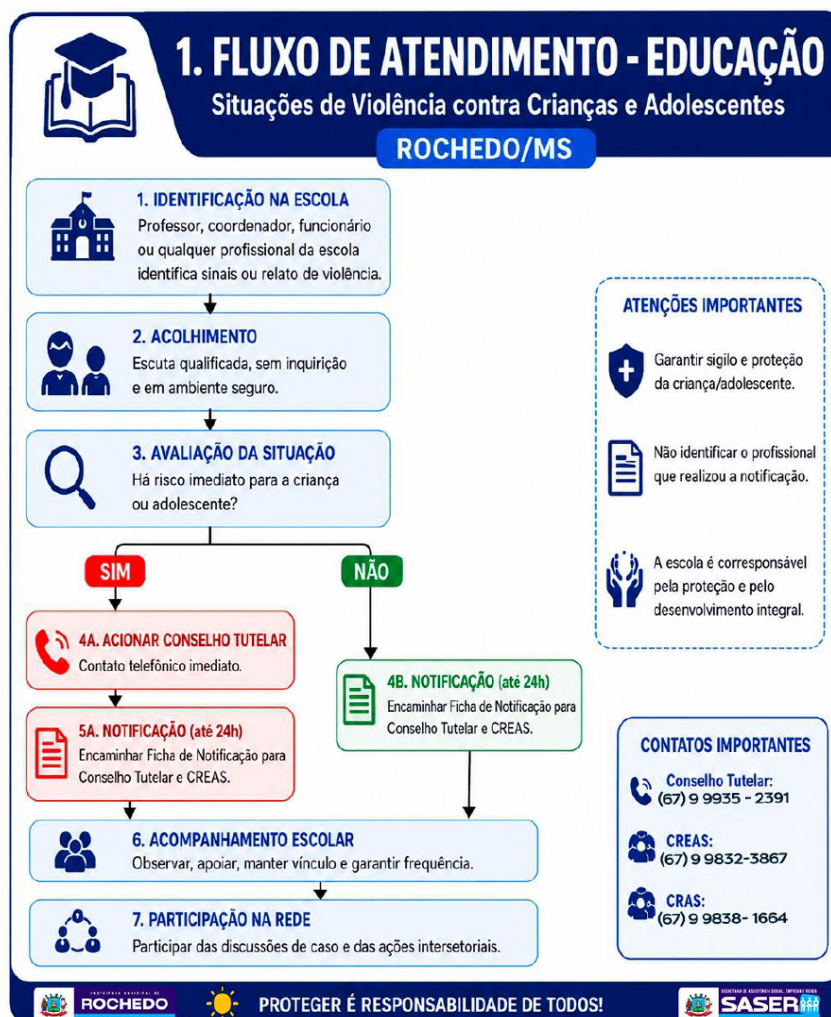 1. FLUXO DE ATENDIMENTO - EDUCAÇÃO
Situações de Violência contra Crianças e Adolescentes
ROCHEDO/MS
1. IDENTIFICAÇÃO NA ESCOLA
Professor, coordenador, funcionário
ou qualquer profissional da escola
identifica sinais ou relato de violência.
2. ACOLHIMENTO
Escuta qualificada, sem inquirição
e em ambiente seguro.
3. AVALIAÇÃO DA SITUAÇÃO
Há risco imediato para a criança
ou adolescente?
SIM
NÃO
4A. ACIONAR CONSELHO TUTELAR
Contato telefônico imediato.
5A. NOTIFICAÇÃO (até 24h)
Encaminhar Ficha de Notificação para
Conselho Tutelar e CREAS.
4B. NOTIFICAÇÃO (até 24h)
Encaminhar Ficha de Notificação para
Conselho Tutelar e CREAS.
6. ACOMPANHAMENTO ESCOLAR
Observar, apoiar, manter vínculo e garantir frequência.
7. PARTICIPAÇÃO NA REDE
Participar das discussões de caso e das ações intersetoriais.
ATENÇÕES IMPORTANTES
Garantir sigilo e proteção
da criança/adolescente.
Não identificar o profissional
que realizou a notificação.
A escola é corresponsável
pela proteção e pelo
desenvolvimento integral.
CONTATOS IMPORTANTES
Conselho Tutelar:
(67) 9 9935 - 2391
CREAS:
(67) 9 9832-3867
CRAS:
(67) 9 9838- 1664
PREFEITURA MUNICIPAL DE
ROCHEDO
PROTEGER É RESPONSABILIDADE DE TODOS!
SASER